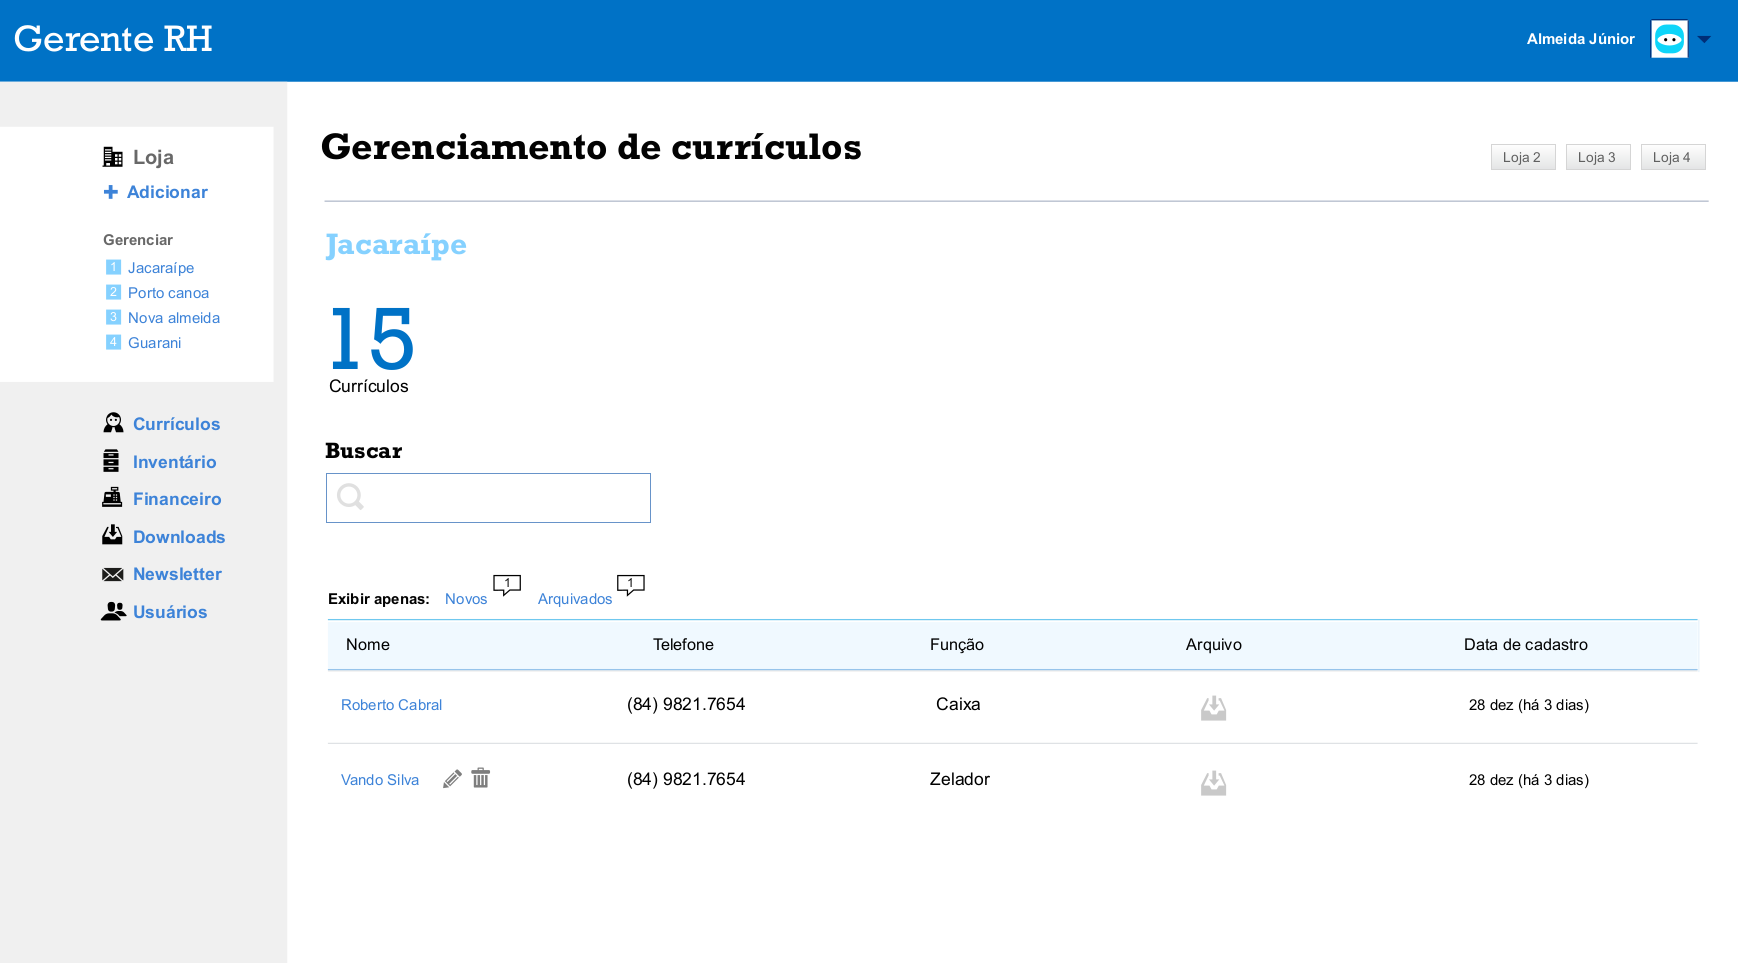 Gerente RH
Almeida Júnior
Loja
Adicionar
Gerenciar
1 Jacaraípe
2 Porto canoa
3 Nova almeida
4 Guarani
Currículos
Inventário
Financeiro
Downloads
Newsletter
Usuários
Gerenciamento de currículos
Loja 2 Loja 3 Loja 4
Jacaraípe
15
Currículos
Buscar
Exibir apenas: Novos 1 Arquivados 1
Nome Telefone Função Arquivo Data de cadastro
Roberto Cabral (84) 9821.7654 Caixa 28 dez (há 3 dias)
Vando Silva (84) 9821.7654 Zelador 28 dez (há 3 dias)